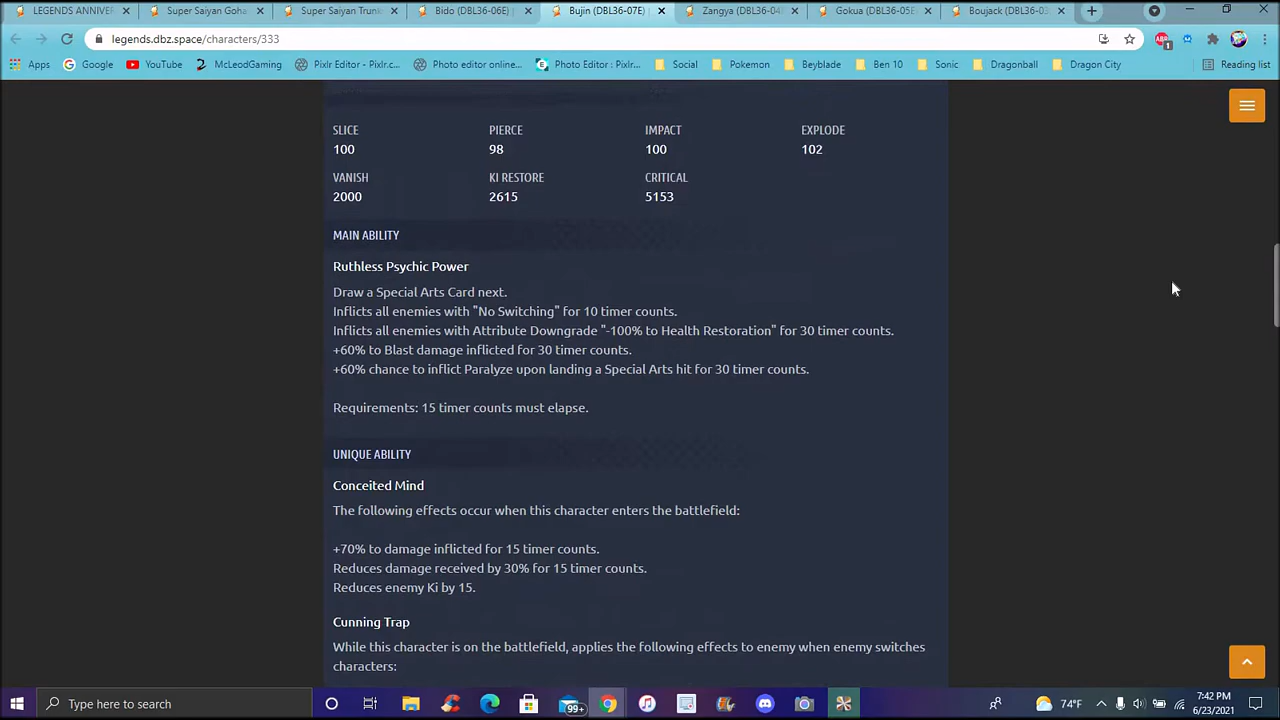 LEGENDS ANNIVER
Super Saiyan Goha
Super Saiyan Trunk
Bido (DBL36-06E)
Bujin (DBL36-07E)
Zangya (DBL36-04
Gokua (DBL36-05E
Boujack (DBL36-03
legends.dbz.space/characters/333
ABP
1
Apps
Google
YouTube
McLeodGaming
Pixlr Editor - Pixlr.c...
Photo editor online...
Photo Editor : Pixlr...
Social
Pokemon
Beyblade
Ben 10
Sonic
Dragonball
Dragon City
Reading list
SLICE PIERCE IMPACT EXPLODE
100 98 100 102
VANISH KI RESTORE CRITICAL
2000 2615 5153
MAIN ABILITY
Ruthless Psychic Power
Draw a Special Arts Card next.
Inflicts all enemies with "No Switching" for 10 timer counts.
Inflicts all enemies with Attribute Downgrade "-100% to Health Restoration" for 30 timer counts.
+60% to Blast damage inflicted for 30 timer counts.
+60% chance to inflict Paralyze upon landing a Special Arts hit for 30 timer counts.
Requirements: 15 timer counts must elapse.
UNIQUE ABILITY
Conceited Mind
The following effects occur when this character enters the battlefield:
+70% to damage inflicted for 15 timer counts.
Reduces damage received by 30% for 15 timer counts.
Reduces enemy Ki by 15.
Cunning Trap
While this character is on the battlefield, applies the following effects to enemy when enemy switches
characters:
Type here to search
99+
74°F
7:42 PM
6/23/2021